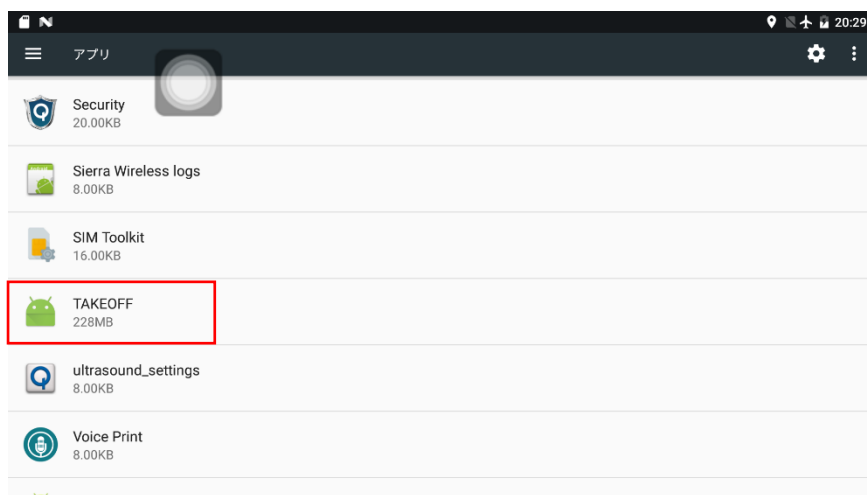 20:29
アプリ
Security
20.00KB
Sierra Wireless logs
8.00KB
SIM Toolkit
16.00KB
TAKEOFF
228MB
ultrasound_settings
8.00KB
Voice Print
8.00KB